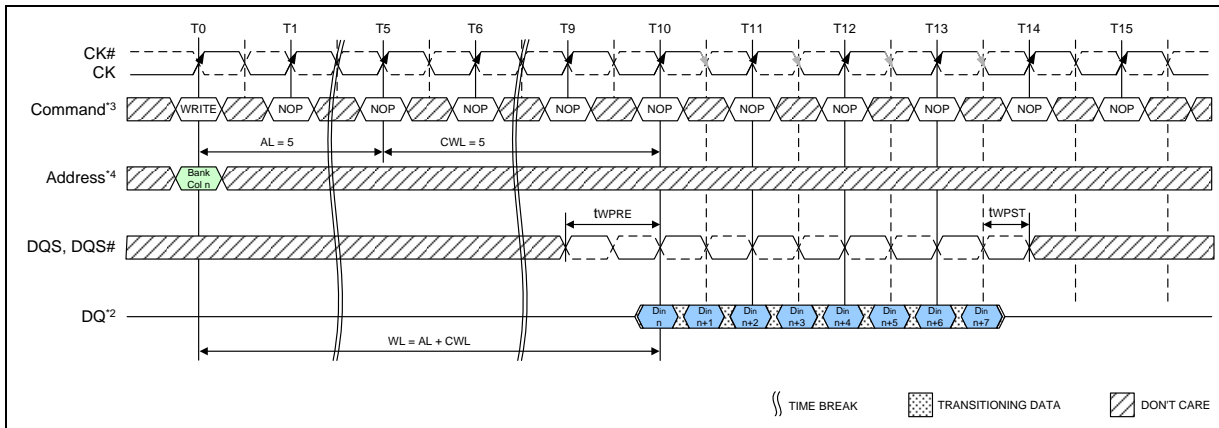 T0 T1 T5 T6 T9 T10 T11 T12 T13 T14 T15
CK#
CK
Command*3 WRITE NOP NOP NOP NOP NOP NOP NOP NOP NOP NOP
AL = 5 CWL = 5
Address*4 Bank Col n
tWPRE tWPST
DQS, DQS#
DQ*2 Din n Din n+1 Din n+2 Din n+3 Din n+4 Din n+5 Din n+6 Din n+7
WL = AL + CWL
TIME BREAK TRANSITIONING DATA DON'T CARE